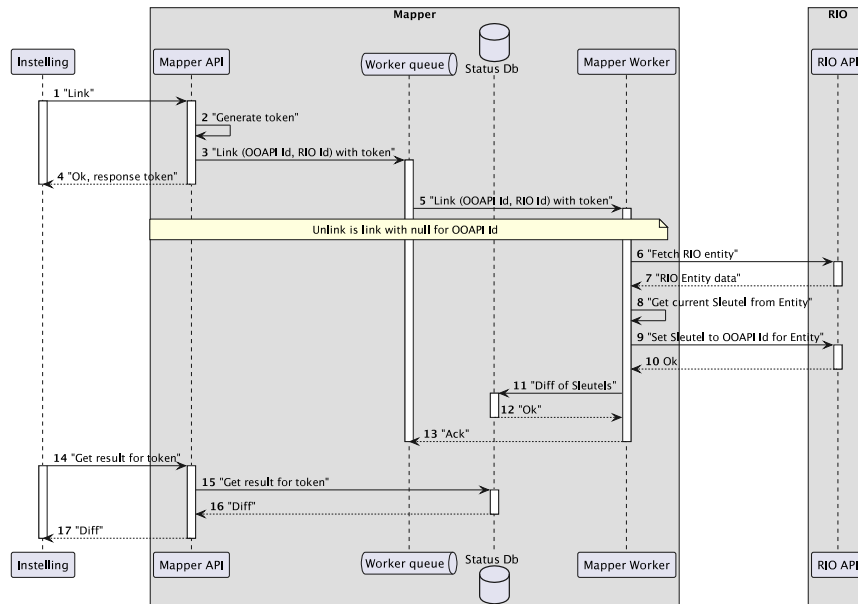 Mapper
RIO
Instelling
Mapper API
Worker queue
Status Db
Mapper Worker
RIO API
1 "Link"
2 "Generate token"
3 "Link (OOAPI Id, RIO Id) with token"
4 "Ok, response token"
5 "Link (OOAPI Id, RIO Id) with token"
Unlink is link with null for OOAPI Id
6 "Fetch RIO entity"
7 "RIO Entity data"
8 "Get current Sleutel from Entity"
9 "Set Sleutel to OOAPI Id for Entity"
10 Ok
11 "Diff of Sleutels"
12 "Ok"
13 "Ack"
14 "Get result for token"
15 "Get result for token"
16 "Diff"
17 "Diff"
Instelling
Mapper API
Worker queue
Status Db
Mapper Worker
RIO API